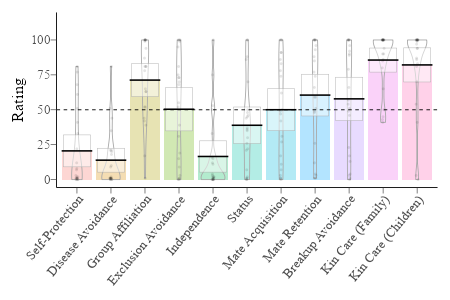 Rating
100
75
50
25
0
Self-Protection
Disease Avoidance
Group Affiliation
Exclusion Avoidance
Independence
Status
Mate Acquisition
Mate Retention
Breakup Avoidance
Kin Care (Family)
Kin Care (Children)